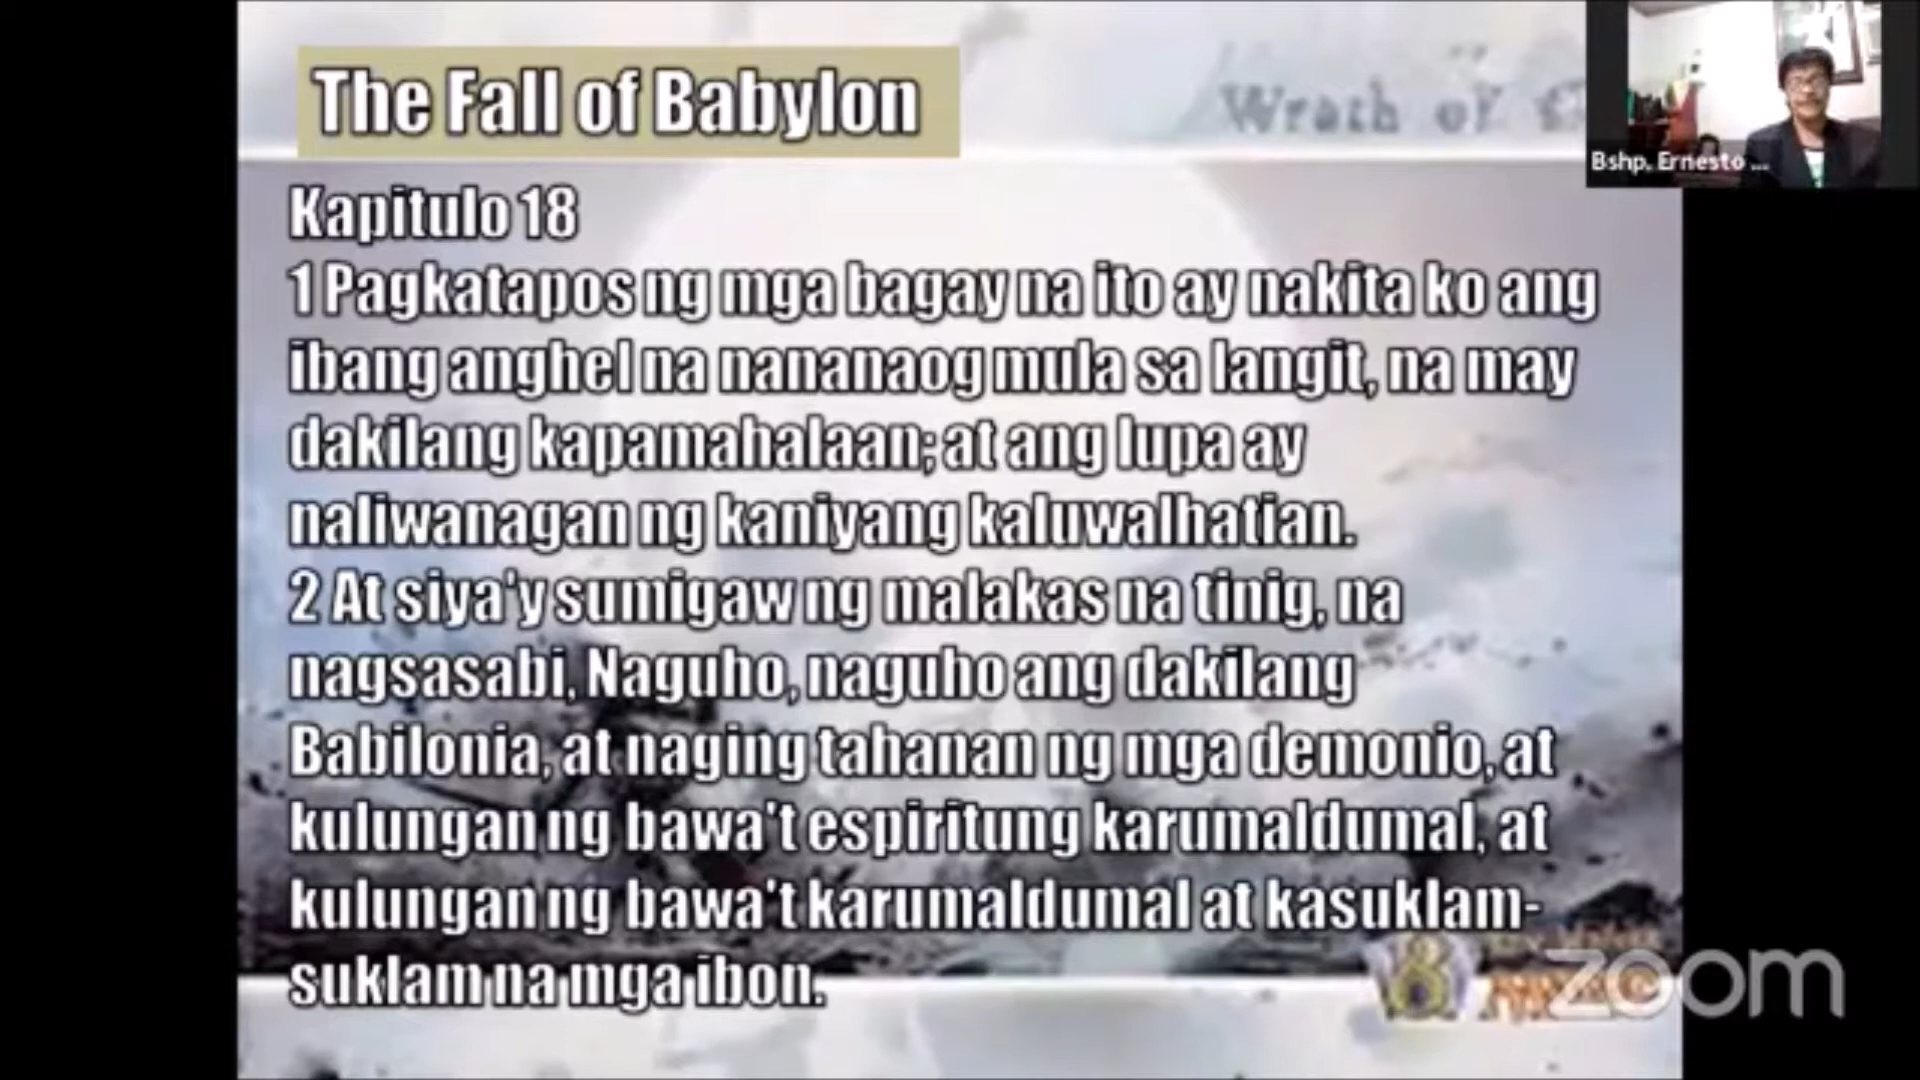 The Fall of Babylon
Wrath of
Bshp. Ernesto ...
Kapitulo 18
1 Pagkatapos ng mga bagay na ito ay nakita ko ang
ibang anghel na nananaog mula sa langit, na may
dakilang kapamahalaan; at ang lupa ay
naliwanagan ng kaniyang kaluwalhatian.
2 At siya'y sumigaw ng malakas na tinig, na
nagsasabi, Naguho, naguho ang dakilang
Babilonia, at naging tahanan ng mga demonio, at
kulungan ng bawa't espiritung karumaldumal, at
kulungan ng bawa't karumaldumal at kasuklam-
suklam na mga ibon.
8
zoom